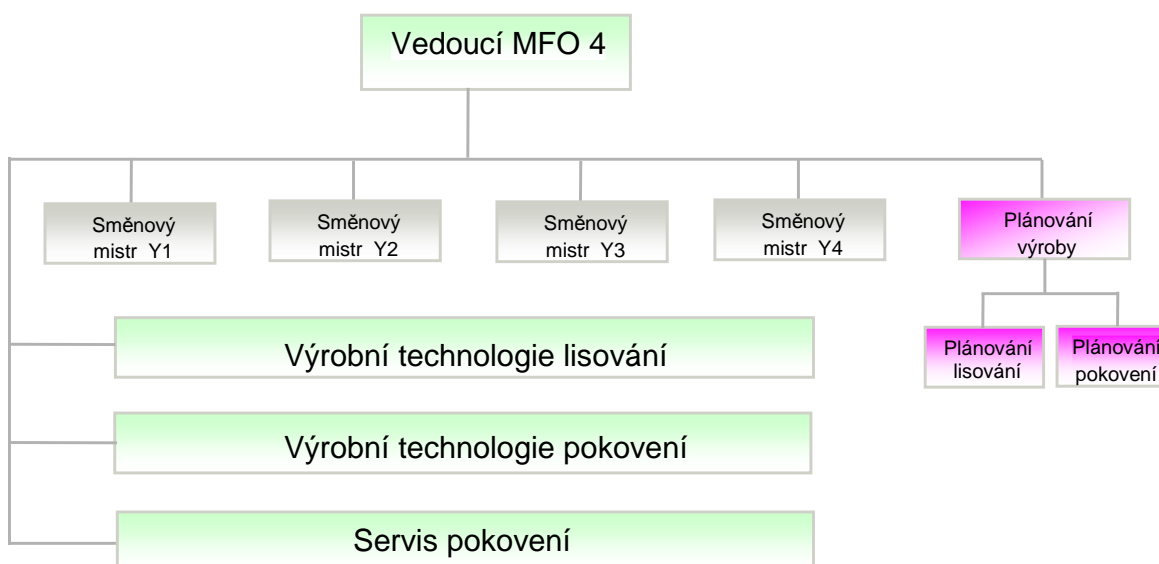 Vedoucí MFO 4
Směnový
mistr Y1
Směnový
mistr Y2
Směnový
mistr Y3
Směnový
mistr Y4
Plánování
výroby
Výrobní technologie lisování
Plánování
lisování
Plánování
pokovení
Výrobní technologie pokovení
Servis pokovení